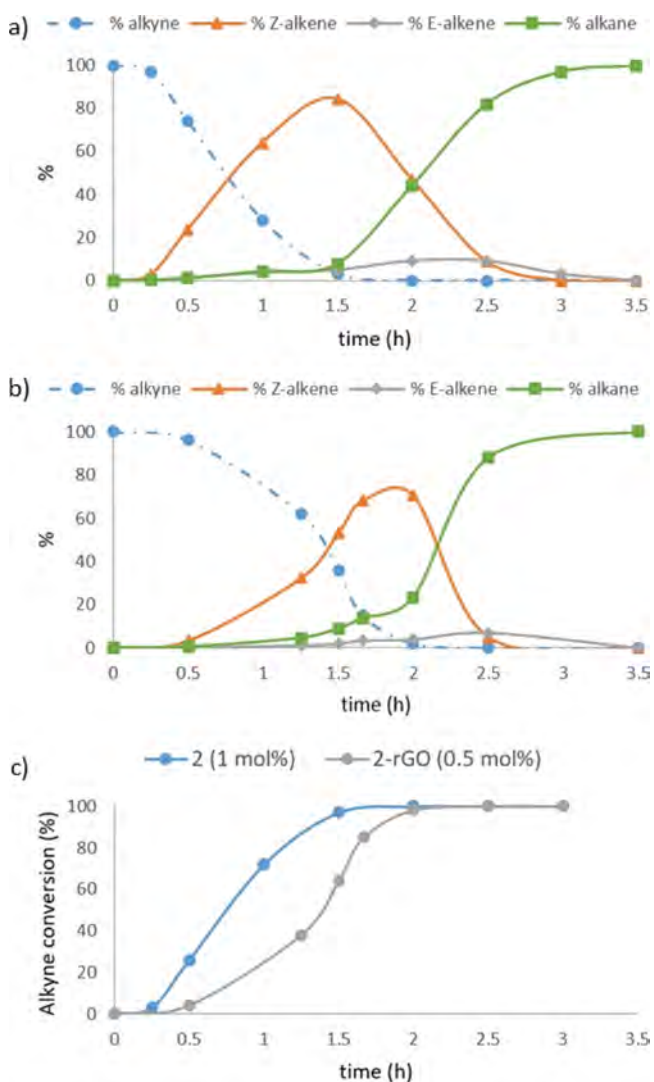 a) % alkyne % Z-alkene % E-alkene % alkane
100
80
60
40
20
0
%
0 0.5 1 1.5 2 2.5 3 3.5
time (h)
b) % alkyne % Z-alkene % E-alkene % alkane
100
80
60
40
20
0
%
0 0.5 1 1.5 2 2.5 3 3.5
time (h)
c) 2 (1 mol%) 2-rGO (0.5 mol%)
100
80
60
40
20
0
Alkyne conversion (%)
0 0.5 1 1.5 2 2.5 3 3.5
time (h)